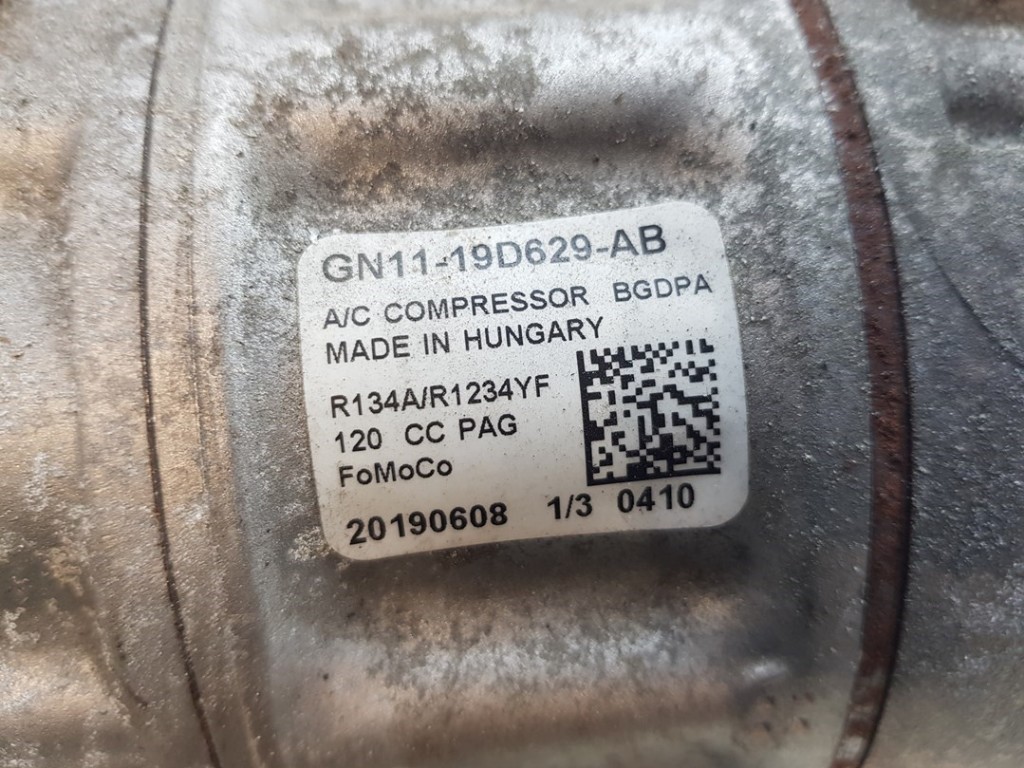 GN11-19D629-AB
A/C COMPRESSOR BGDPA
MADE IN HUNGARY
R134A/R1234YF
120 CC PAG
FoMoCo
20190608 1/3 0410